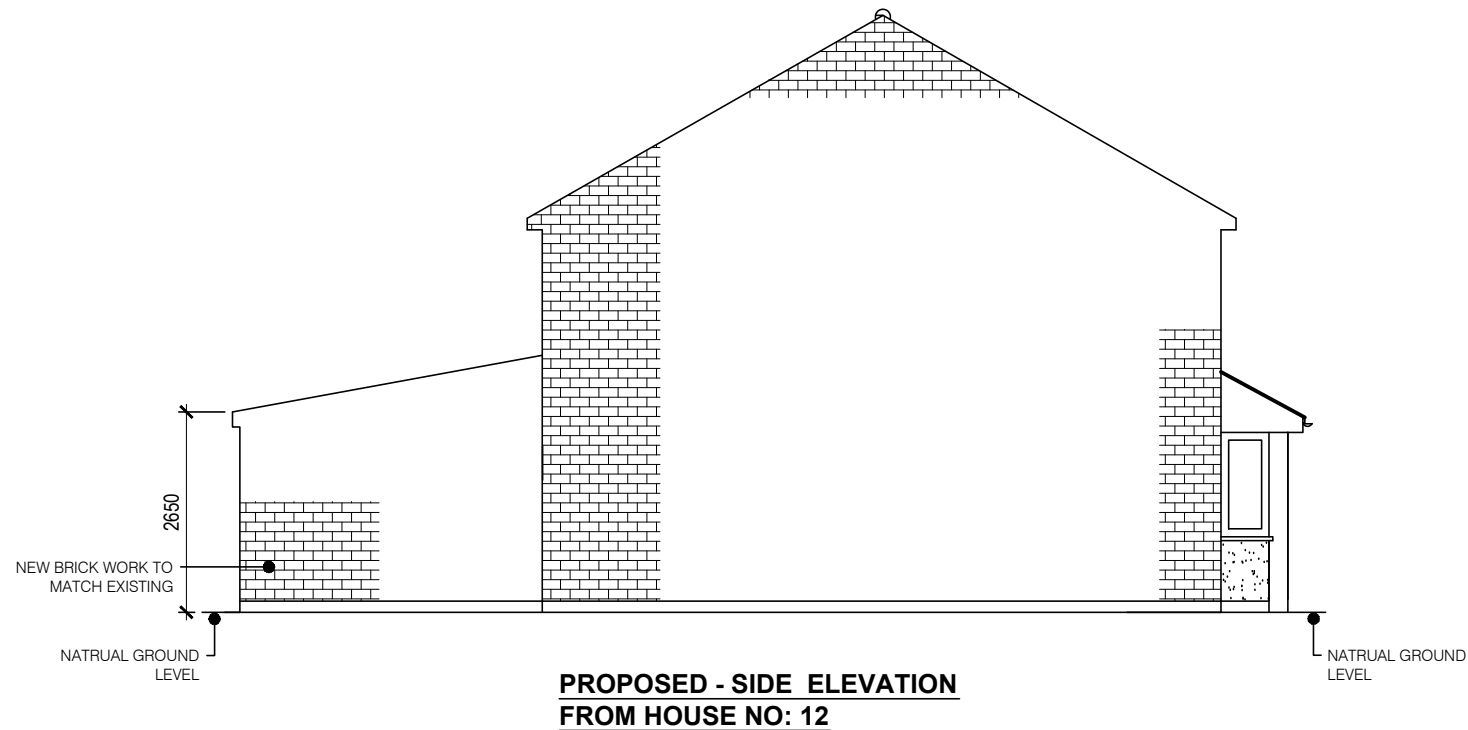 2650
NEW BRICK WORK TO
MATCH EXISTING
NATRUAL GROUND
LEVEL
NATRUAL GROUND
LEVEL
PROPOSED - SIDE ELEVATION
FROM HOUSE NO: 12